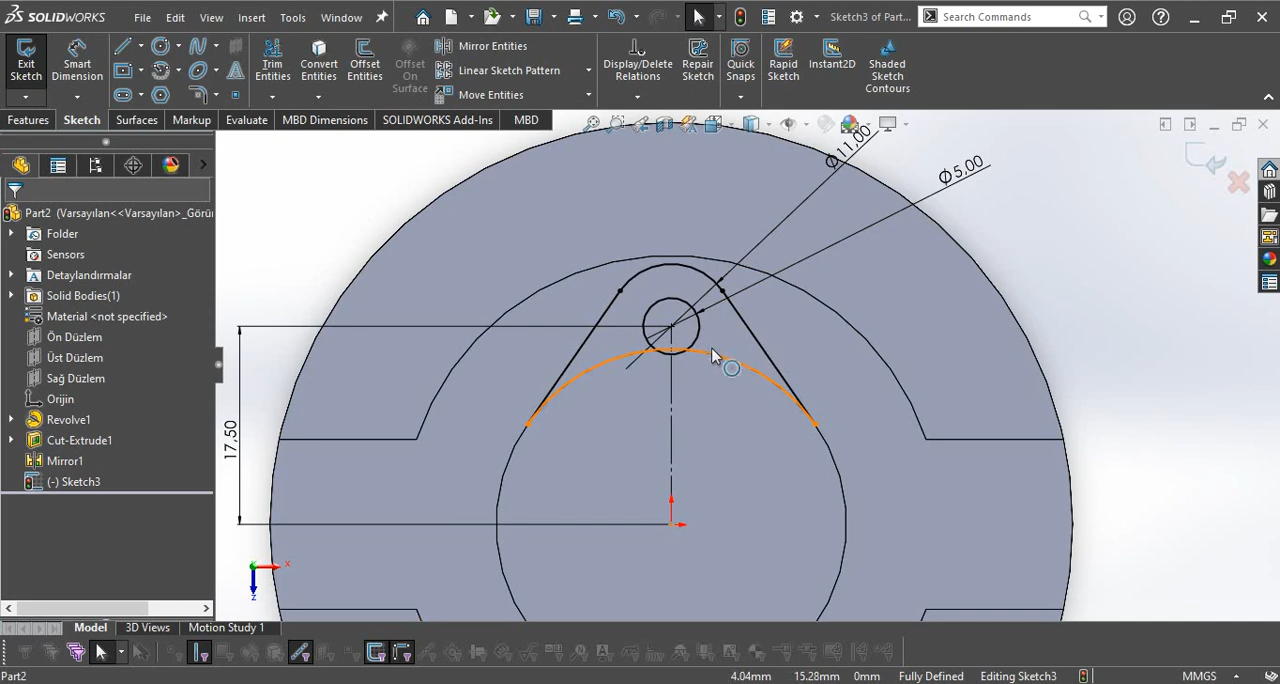 SOLIDWORKS File Edit View Insert Tools Window Sketch3 of Part... Search Commands
Exit Sketch
Smart Dimension
Trim Entities
Convert Entities
Offset Entities
Offset On Surface
Mirror Entities
Linear Sketch Pattern
Move Entities
Display/Delete Relations
Repair Sketch
Quick Snaps
Rapid Sketch
Instant2D
Shaded Sketch Contours
Features Sketch Surfaces Markup Evaluate MBD Dimensions SOLIDWORKS Add-Ins MBD
Part2 (Varsayılan<<Varsayılan>_Görür
Folder
Sensors
Detaylandırmalar
Solid Bodies(1)
Material <not specified>
Ön Düzlem
Üst Düzlem
Sağ Düzlem
Orijin
Revolve1
Cut-Extrude1
Mirror1
(-) Sketch3
Φ11,00
Φ5,00
17,50
x
z
Model 3D Views Motion Study 1
Part2 4.04mm 15.28mm 0mm Fully Defined Editing Sketch3 MMGS